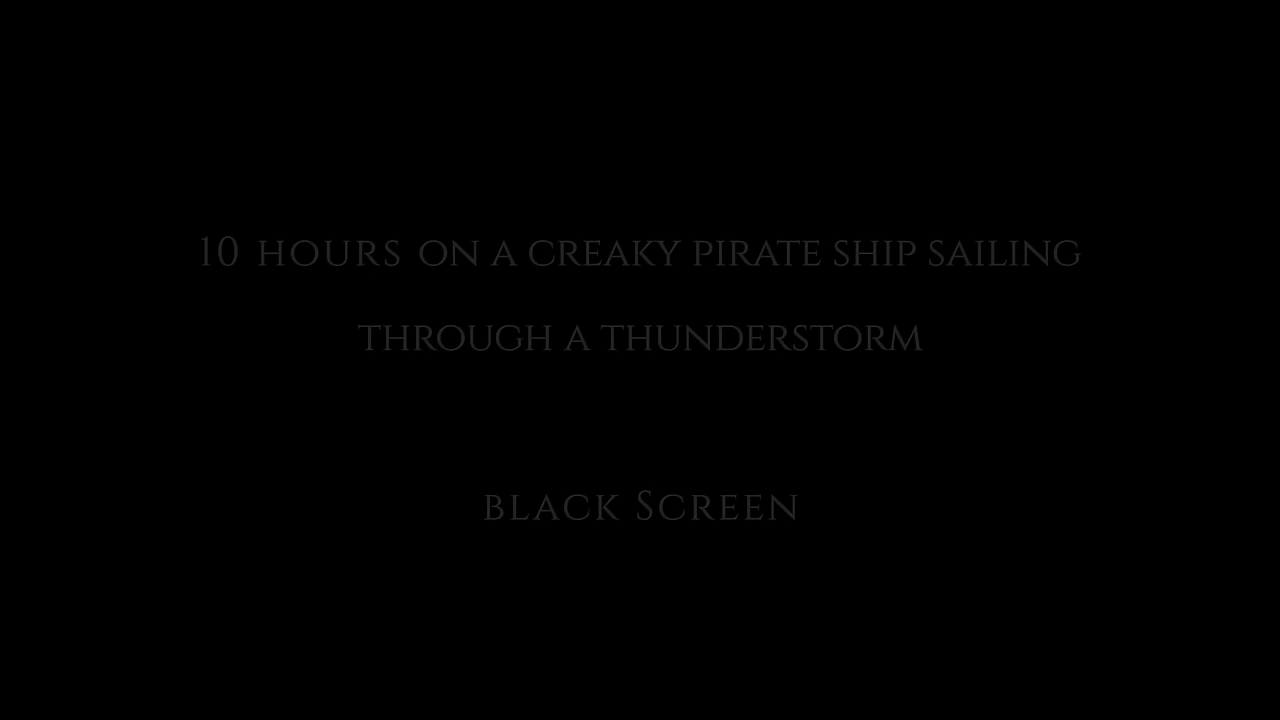 10 HOURS ON A CREAKY PIRATE SHIP SAILING
THROUGH A THUNDERSTORM
BLACK SCREEN